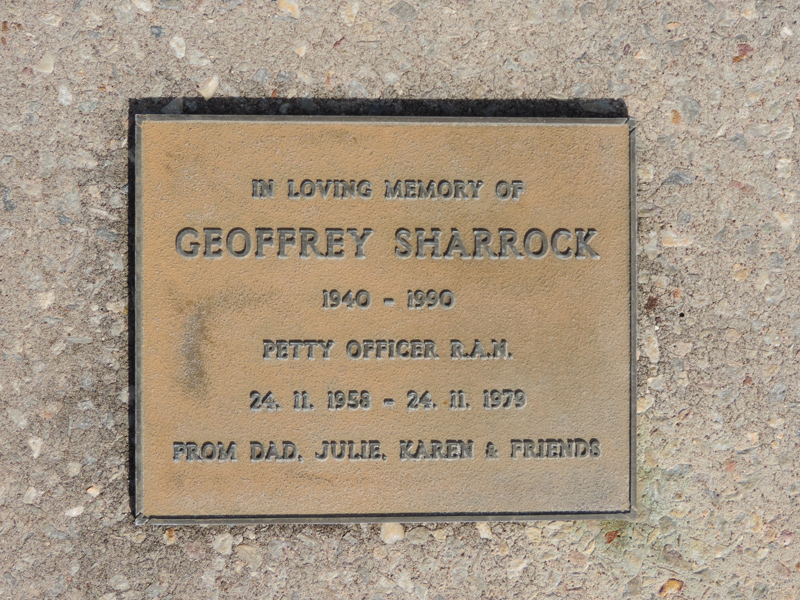 IN LOVING MEMORY OF
GEOFFREY SHARROCK
1940 - 1990
PETTY OFFICER R.A.N.
24. 11. 1958 - 24. 11. 1979
FROM DAD, JULIE, KAREN & FRIENDS